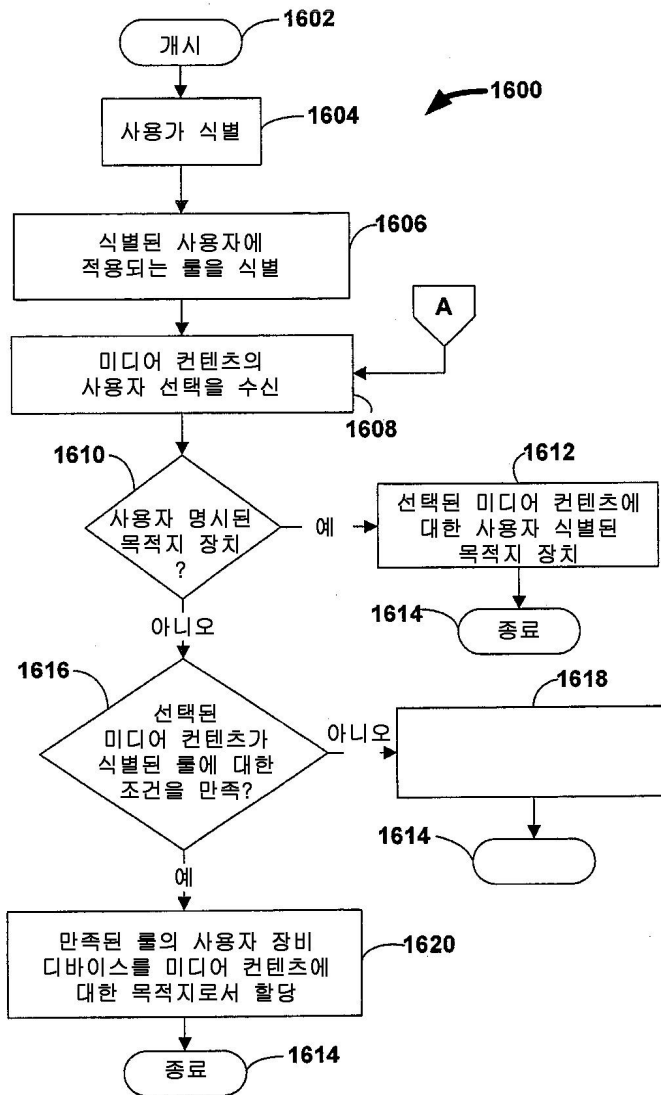 1602
개시
1600
1604
사용가 식별
1606
식별된 사용자에
적용되는 룰을 식별
A
미디어 컨텐츠의
사용자 선택을 수신
1608
1610
사용자 명시된
목적지 장치
?
예
1612
선택된 미디어 컨텐츠에
대한 사용자 식별된
목적지 장치
1614
종료
아니오
1616
선택된
미디어 컨텐츠가
식별된 룰에 대한
조건을 만족?
아니오
1618
1614
예
만족된 룰의 사용자 장비
디바이스를 미디어 컨텐츠에
대한 목적지로서 할당
1620
종료
1614